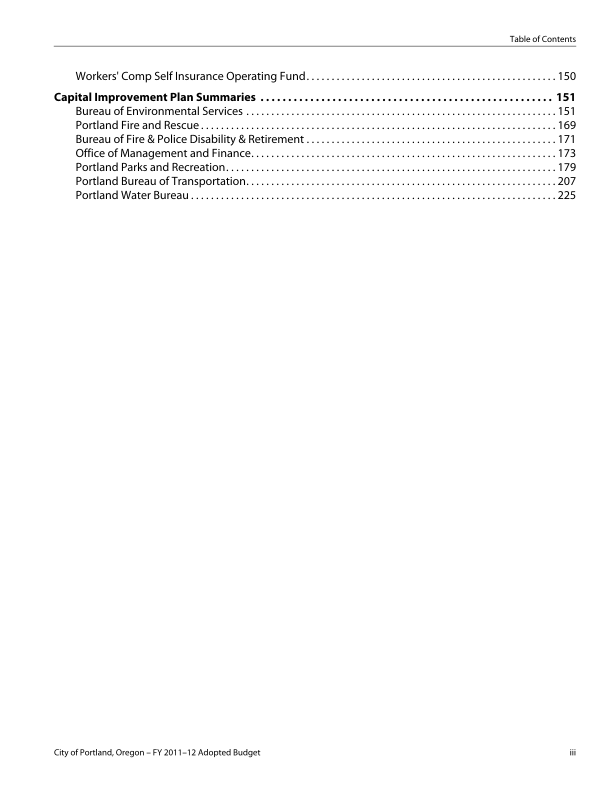 Table of Contents
Workers' Comp Self Insurance Operating Fund. . . . . . . . . . . . . . . . . . . . . . . . . . . . . . . . . . . . . . . . . . . . . . . . . . . 150
Capital Improvement Plan Summaries . . . . . . . . . . . . . . . . . . . . . . . . . . . . . . . . . . . . . . . . . . . . . . . . . . . . . 151
Bureau of Environmental Services . . . . . . . . . . . . . . . . . . . . . . . . . . . . . . . . . . . . . . . . . . . . . . . . . . . . . . . . . . . . . . . 151
Portland Fire and Rescue . . . . . . . . . . . . . . . . . . . . . . . . . . . . . . . . . . . . . . . . . . . . . . . . . . . . . . . . . . . . . . . . . . . . . . . . 169
Bureau of Fire & Police Disability & Retirement . . . . . . . . . . . . . . . . . . . . . . . . . . . . . . . . . . . . . . . . . . . . . . . . . . . 171
Office of Management and Finance. . . . . . . . . . . . . . . . . . . . . . . . . . . . . . . . . . . . . . . . . . . . . . . . . . . . . . . . . . . . . . 173
Portland Parks and Recreation. . . . . . . . . . . . . . . . . . . . . . . . . . . . . . . . . . . . . . . . . . . . . . . . . . . . . . . . . . . . . . . . . . . 179
Portland Bureau of Transportation. . . . . . . . . . . . . . . . . . . . . . . . . . . . . . . . . . . . . . . . . . . . . . . . . . . . . . . . . . . . . . . 207
Portland Water Bureau . . . . . . . . . . . . . . . . . . . . . . . . . . . . . . . . . . . . . . . . . . . . . . . . . . . . . . . . . . . . . . . . . . . . . . . . . . 225
City of Portland, Oregon – FY 2011–12 Adopted Budget
iii